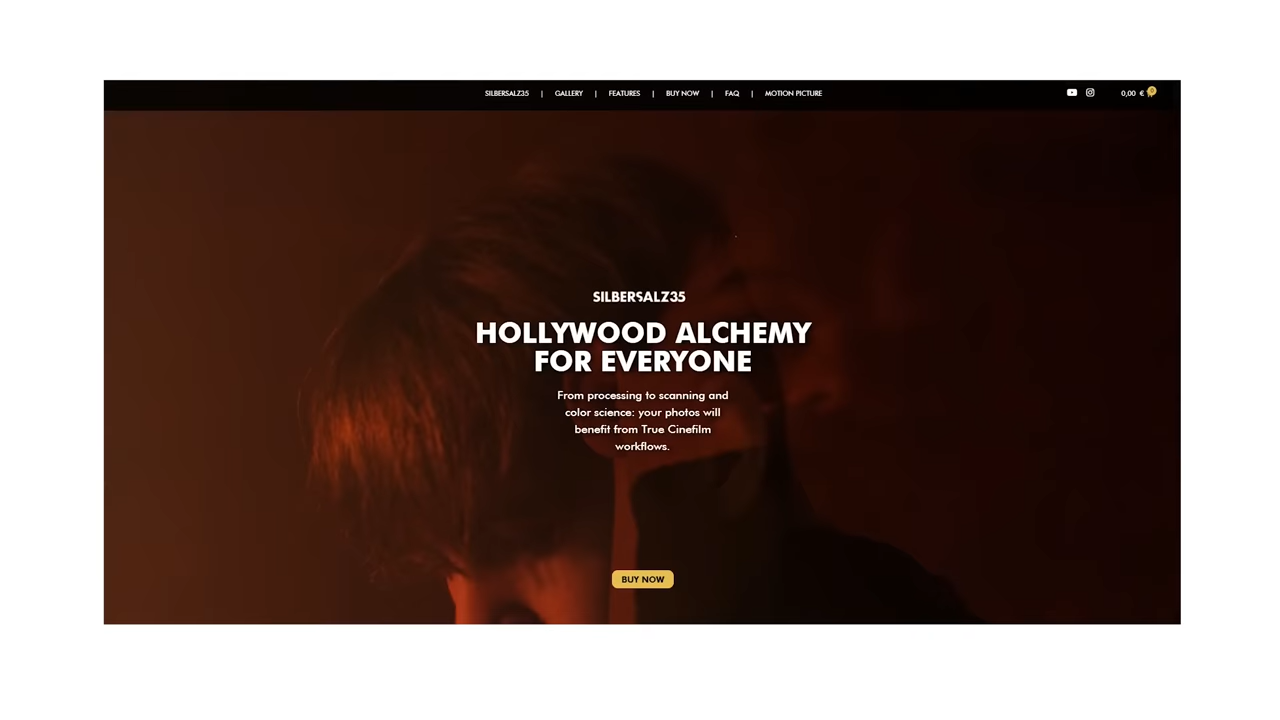 SILBERSALZ35 | GALLERY | FEATURES | BUY NOW | FAQ | MOTION PICTURE 0,00 € 0
SILBERSALZ35
HOLLYWOOD ALCHEMY
FOR EVERYONE
From processing to scanning and
color science: your photos will
benefit from True Cinefilm
workflows.
BUY NOW